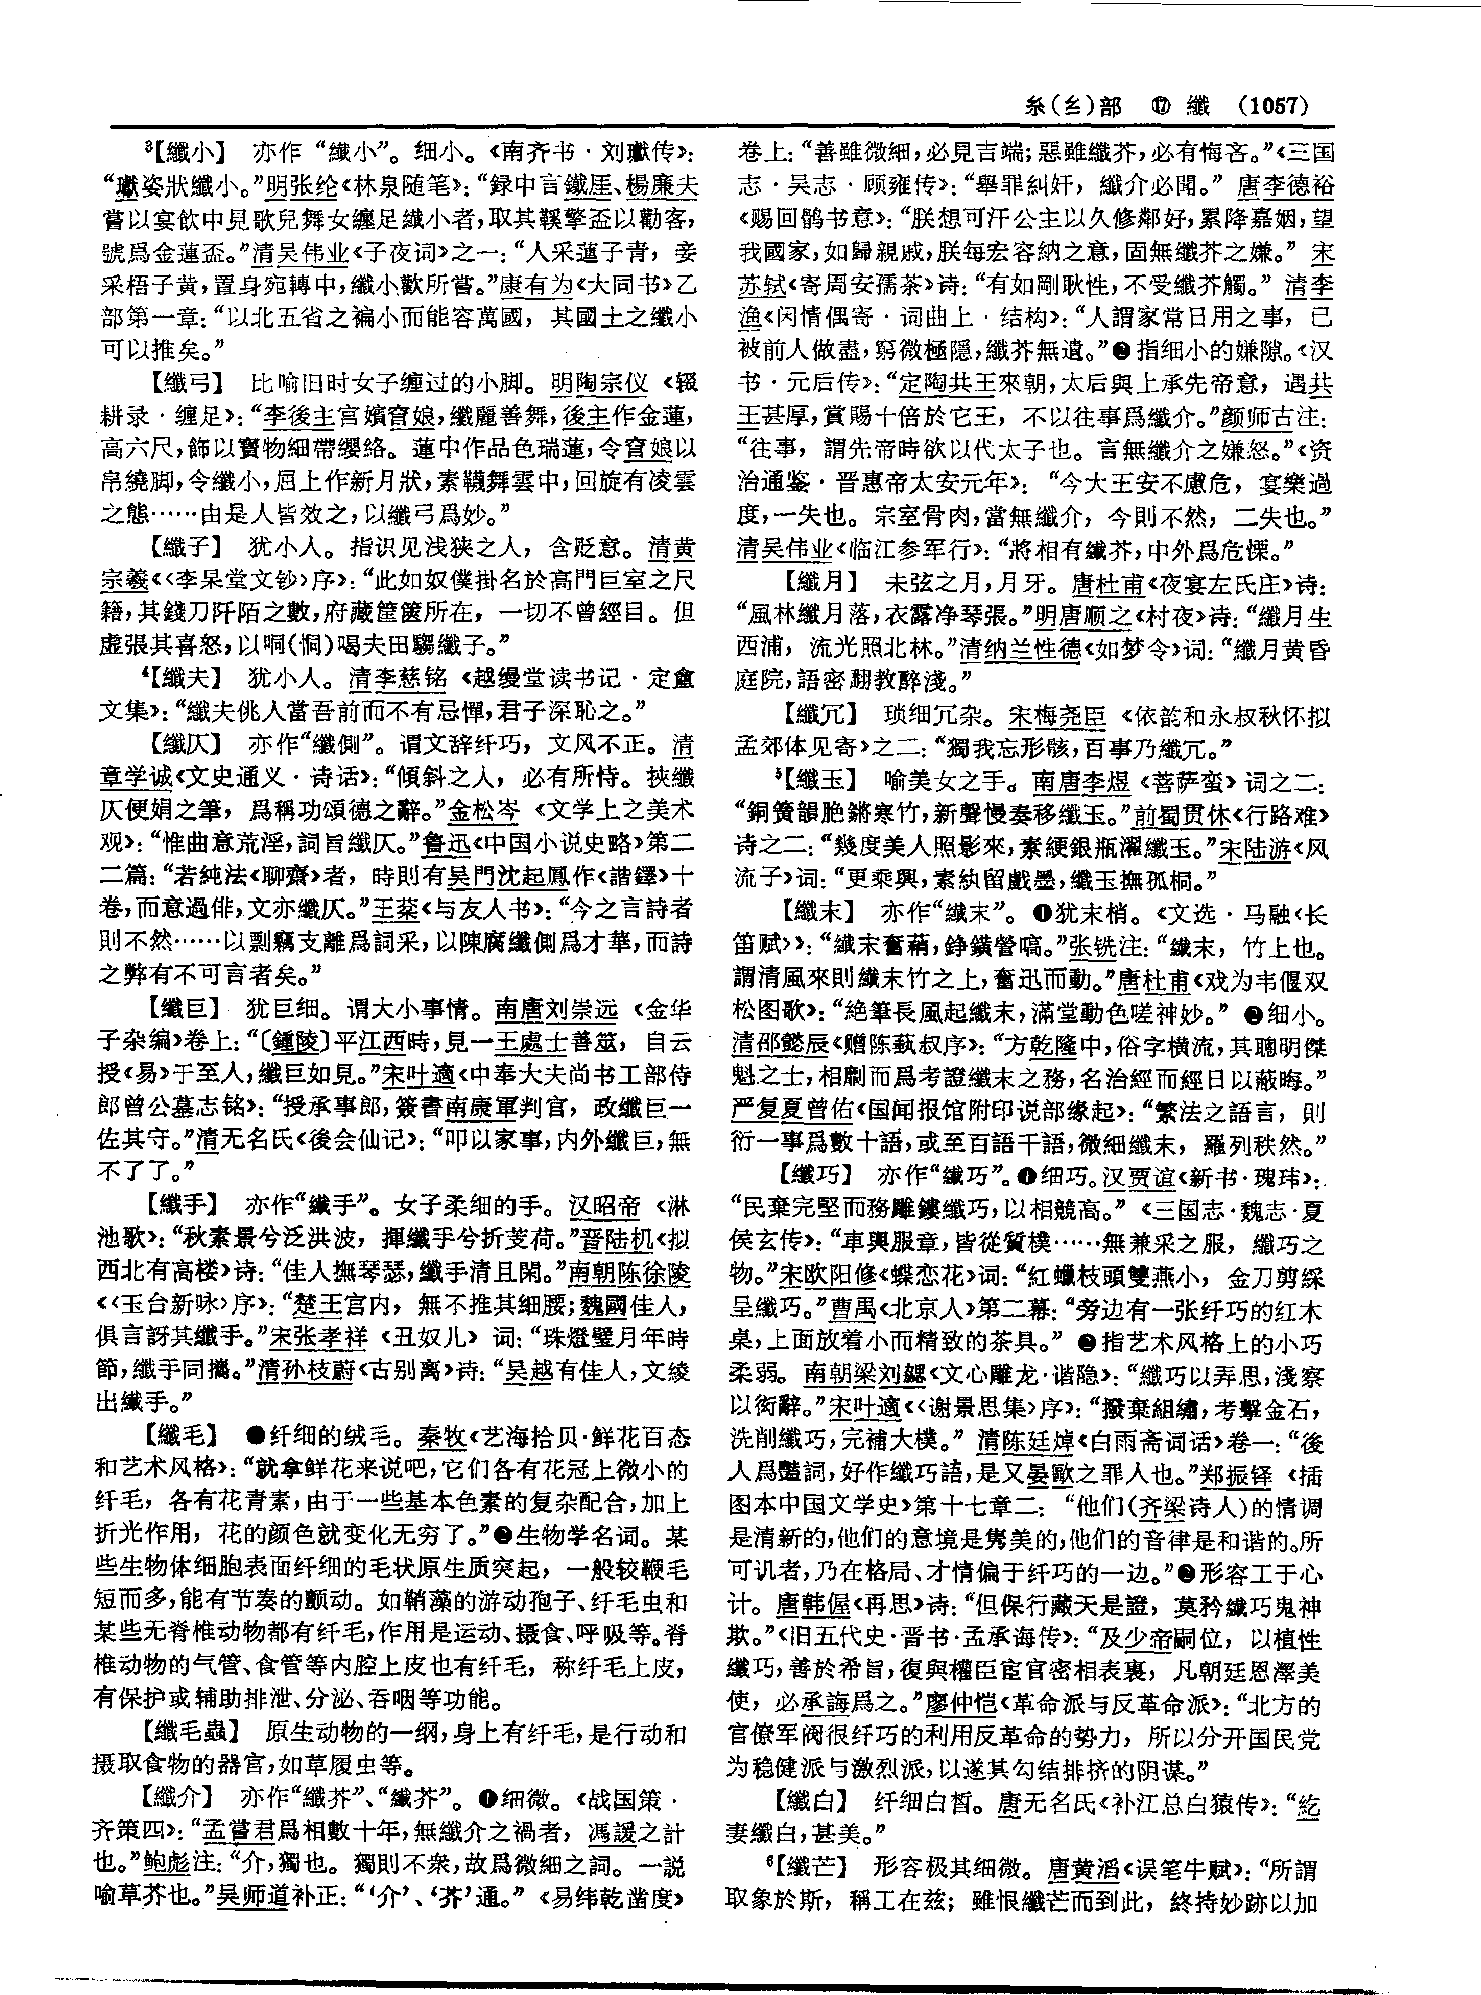 糸(纟)部 ⑰ 纖 (1057)
³【纖小】 亦作“纎小”。细小。《南齐书·刘瓛传》：
“瓛姿狀纖小。”明张纶《林泉随笔》：“録中言鐵厓、楊廉夫
嘗以宴飲中見歌兒舞女纏足纎小者，取其鞵擎盃以勸客，
號爲金蓮盃。”清吴伟业《子夜词》之一：“人采蓮子青，妾
采梧子黄，置身宛轉中，纖小歡所嘗。”康有为《大同书》乙
部第一章：“以北五省之褊小而能容萬國，其國土之纖小
可以推矣。”
【纖弓】 比喻旧时女子缠过的小脚。明陶宗仪《辍
耕录·缠足》：“李後主宫嬪窅娘，纖麗善舞，後主作金蓮，
高六尺，飾以寶物細帶纓絡。蓮中作品色瑞蓮，令窅娘以
帛繞脚，令纖小，屈上作新月狀，素韈舞雲中，回旋有凌雲
之態……由是人皆效之，以纖弓爲妙。”
【纖子】 犹小人。指识见浅狭之人，含贬意。清黄
宗羲《〈李杲堂文钞〉序》：“此如奴僕掛名於高門巨室之尺
籍，其錢刀阡陌之數，府藏筐篋所在，一切不曾經目。但
虚張其喜怒，以哃(恫)喝夫田騶纖子。”
⁴【纖夫】 犹小人。清李慈铭《越缦堂读书记·定盦
文集》：“纖夫佻人當吾前而不有忌憚，君子深恥之。”
【纖仄】 亦作“纖側”。谓文辞纤巧，文风不正。清
章学诚《文史通义·诗话》：“傾斜之人，必有所恃。挾纖
仄便娟之筆，爲稱功頌德之辭。”金松岑《文学上之美术
观》：“惟曲意荒淫，詞旨纖仄。”鲁迅《中国小说史略》第二
二篇：“若純法《聊齋》者，時則有吴門沈起鳳作《諧鐸》十
卷，而意過俳，文亦纖仄。”王棻《与友人书》：“今之言詩者
則不然……以剽竊支離爲詞采，以陳腐纖側爲才華，而詩
之弊有不可言者矣。”
【纖巨】 犹巨细。谓大小事情。南唐刘崇远《金华
子杂编》卷上：“〔鍾陵〕平江西時，見一王處士善筮，自云
授《易》于至人，纖巨如見。”宋叶適《中奉大夫尚书工部侍
郎曾公墓志铭》：“授承事郎，簽書南康軍判官，政纖巨一
佐其守。”清无名氏《後会仙记》：“叩以家事，内外纖巨，無
不了了。”
【纖手】 亦作“纎手”。女子柔细的手。汉昭帝《淋
池歌》：“秋素景兮泛洪波，揮纖手兮折芰荷。”晋陆机《拟
西北有高楼》诗：“佳人撫琴瑟，纖手清且閑。”南朝陈徐陵
《〈玉台新咏〉序》：“楚王宫内，無不推其細腰；魏國佳人，
俱言訝其纖手。”宋张孝祥《丑奴儿》词：“珠燈璧月年時
節，纖手同攜。”清孙枝蔚《古别离》诗：“吴越有佳人，文綾
出纖手。”
【纖毛】 ❶纤细的绒毛。秦牧《艺海拾贝·鲜花百态
和艺术风格》：“就拿鲜花来说吧，它们各有花冠上微小的
纤毛，各有花青素，由于一些基本色素的复杂配合，加上
折光作用，花的颜色就变化无穷了。”❷生物学名词。某
些生物体细胞表面纤细的毛状原生质突起，一般较鞭毛
短而多，能有节奏的颤动。如鞘藻的游动孢子、纤毛虫和
某些无脊椎动物都有纤毛，作用是运动、摄食、呼吸等。脊
椎动物的气管、食管等内腔上皮也有纤毛，称纤毛上皮，
有保护或辅助排泄、分泌、吞咽等功能。
【纖毛蟲】 原生动物的一纲，身上有纤毛，是行动和
摄取食物的器官，如草履虫等。
【纖介】 亦作“纖芥”、“纎芥”。❶细微。《战国策·
齐策四》：“孟嘗君爲相數十年，無纖介之禍者，馮諼之計
也。”鲍彪注：“介，獨也。獨則不衆，故爲微細之詞。一説
喻草芥也。”吴师道补正：“‘介’、‘芥’通。”《易纬乾凿度》
卷上：“善雖微細，必見吉端；惡雖纖芥，必有悔吝。”《三国
志·吴志·顾雍传》：“舉罪糾奸，纖介必聞。”唐李德裕
《赐回鹘书意》：“朕想可汗公主以久修鄰好，累降嘉姻，望
我國家，如歸親戚，朕每宏容納之意，固無纖芥之嫌。”宋
苏轼《寄周安孺茶》诗：“有如剛耿性，不受纖芥觸。”清李
渔《闲情偶寄·词曲上·结构》：“人謂家常日用之事，已
被前人做盡，窮微極隱，纖芥無遺。”❷指细小的嫌隙。《汉
书·元后传》：“定陶共王來朝，太后與上承先帝意，遇共
王甚厚，賞賜十倍於它王，不以往事爲纖介。”颜师古注：
“往事，謂先帝時欲以代太子也。言無纖介之嫌怒。”《资
治通鉴·晋惠帝太安元年》：“今大王安不慮危，宴樂過
度，一失也。宗室骨肉，當無纖介，今則不然，二失也。”
清吴伟业《临江参军行》：“將相有纖芥，中外爲危慄。”
【纖月】 未弦之月，月牙。唐杜甫《夜宴左氏庄》诗：
“風林纖月落，衣露净琴張。”明唐顺之《村夜》诗：“纖月生
西浦，流光照北林。”清纳兰性德《如梦令》词：“纖月黄昏
庭院，語密翻教醉淺。”
【纖冗】 琐细冗杂。宋梅尧臣《依韵和永叔秋怀拟
孟郊体见寄》之二：“獨我忘形骸，百事乃纖冗。”
⁵【纖玉】 喻美女之手。南唐李煜《菩萨蛮》词之二：
“銅簧韻脆鏘寒竹，新聲慢奏移纖玉。”前蜀贯休《行路难》
诗之二：“幾度美人照影來，素綆銀瓶濯纖玉。”宋陆游《风
流子》词：“更乘興，素紈留戲墨，纖玉撫孤桐。”
【纖末】 亦作“纎末”。❶犹末梢。《文选·马融〈长
笛赋〉》：“纎末奮蕱，錚鐄謍嗃。”张铣注：“纎末，竹上也。
謂清風來則纎末竹之上，奮迅而動。”唐杜甫《戏为韦偃双
松图歌》：“絶筆長風起纖末，滿堂動色嗟神妙。”❷细小。
清邵懿辰《赠陈蓺叔序》：“方乾隆中，俗字横流，其聰明傑
魁之士，相劘而爲考證纖末之務，名治經而經日以蔽晦。”
严复夏曾佑《国闻报馆附印说部缘起》：“繁法之語言，則
衍一事爲數十語，或至百語千語，微細纖末，羅列秩然。”
【纖巧】 亦作“纎巧”。❶细巧。汉贾谊《新书·瑰玮》：
“民棄完堅而務雕鏤纖巧，以相競高。”《三国志·魏志·夏
侯玄传》：“車輿服章，皆從質樸……無兼采之服，纖巧之
物。”宋欧阳修《蝶恋花》词：“紅蠟枝頭雙燕小，金刀剪綵
呈纖巧。”曹禺《北京人》第二幕：“旁边有一张纤巧的红木
桌，上面放着小而精致的茶具。”❷指艺术风格上的小巧
柔弱。南朝梁刘勰《文心雕龙·谐隐》：“纖巧以弄思，淺察
以衒辭。”宋叶適《〈谢景思集〉序》：“撥棄組繡，考擊金石，
洗削纖巧，完補大樸。”清陈廷焯《白雨斋词话》卷一：“後
人爲豔詞，好作纖巧語，是又晏歐之罪人也。”郑振铎《插
图本中国文学史》第十七章二：“他们(齐梁诗人)的情调
是清新的，他们的意境是隽美的，他们的音律是和谐的。所
可讥者，乃在格局、才情偏于纤巧的一边。”❷形容工于心
计。唐韩偓《再思》诗：“但保行藏天是證，莫矜纎巧鬼神
欺。”《旧五代史·晋书·孟承诲传》：“及少帝嗣位，以植性
纖巧，善於希旨，復與權臣宦官密相表裏，凡朝廷恩澤美
使，必承誨爲之。”廖仲恺《革命派与反革命派》：“北方的
官僚军阀很纤巧的利用反革命的势力，所以分开国民党
为稳健派与激烈派，以遂其勾结排挤的阴谋。”
【纖白】 纤细白皙。唐无名氏《补江总白猿传》：“紇
妻纖白，甚美。”
⁶【纖芒】 形容极其细微。唐黄滔《误笔牛赋》：“所謂
取象於斯，稱工在兹；雖恨纖芒而到此，終持妙跡以加